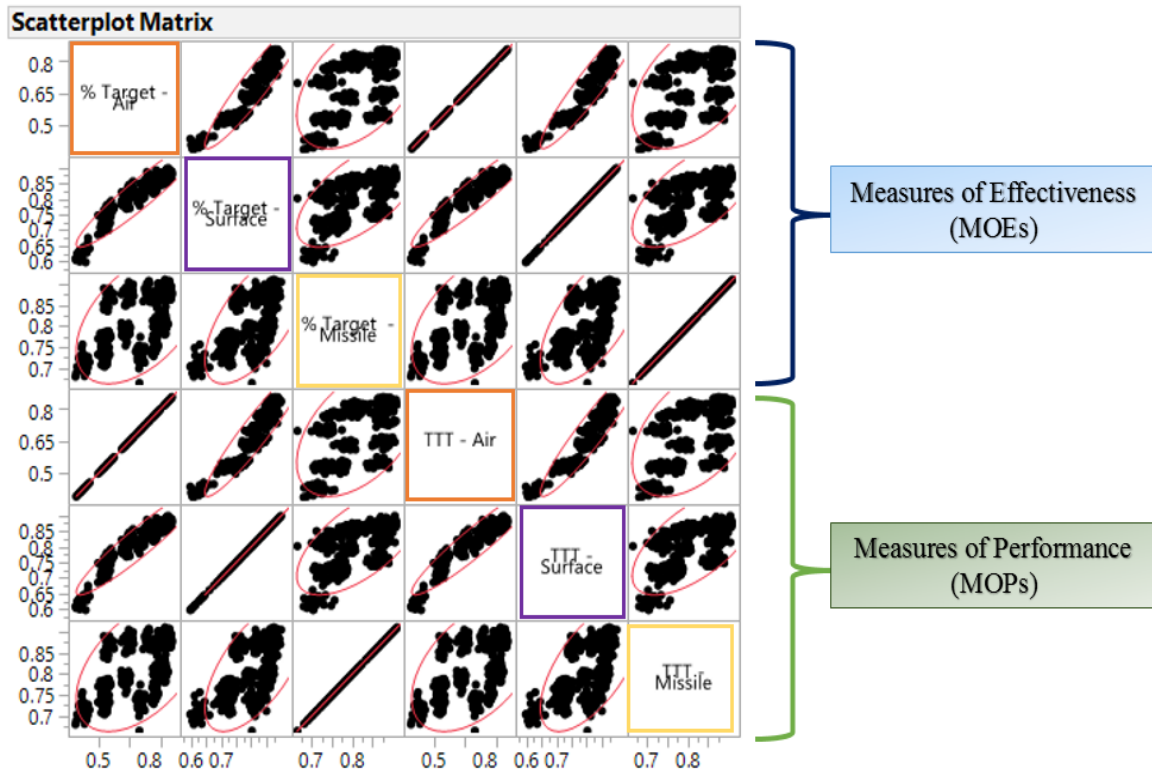 Scatterplot Matrix
0.8
0.65
0.5
% Target -
Air
0.85
0.8
0.75
0.7
0.65
0.6
% Target -
Surface
0.85
0.8
0.75
0.7
% Target -
Missile
0.8
0.65
0.5
TTT - Air
0.85
0.8
0.75
0.7
0.65
0.6
TTT -
Surface
0.85
0.8
0.75
0.7
TTT -
Missile
0.5 0.8 0.6 0.7 0.7 0.8 0.5 0.8 0.6 0.7 0.7 0.8
Measures of Effectiveness
(MOEs)
Measures of Performance
(MOPs)